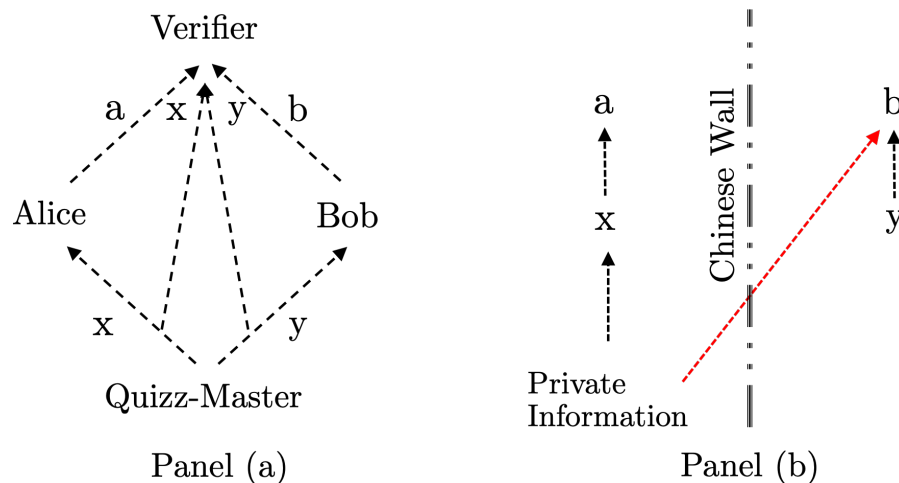 Verifier
a
x
y
b
Alice
Bob
x
y
Quizz-Master
Panel (a)
a
Chinese Wall
b
x
y
Private
Information
Panel (b)